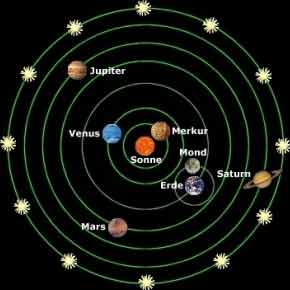 Jupiter
Venus
Merkur
Sonne
Mond
Erde
Saturn
Mars